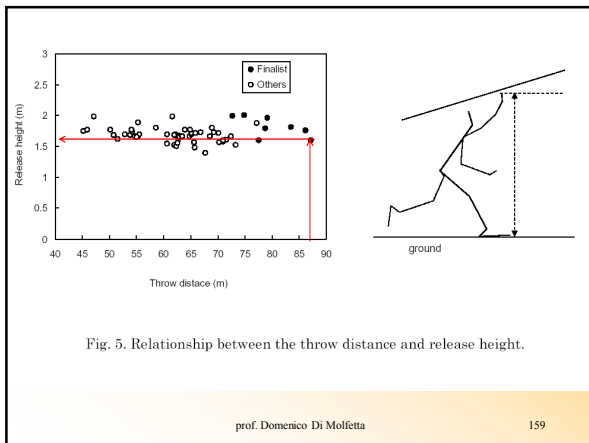 3
2.5
2
1.5
1
0.5
0
Release height (m)
Finalist
Others
40 45 50 55 60 65 70 75 80 85 90
Throw distace (m)
ground
Fig. 5. Relationship between the throw distance and release height.
prof. Domenico Di Molfetta 159